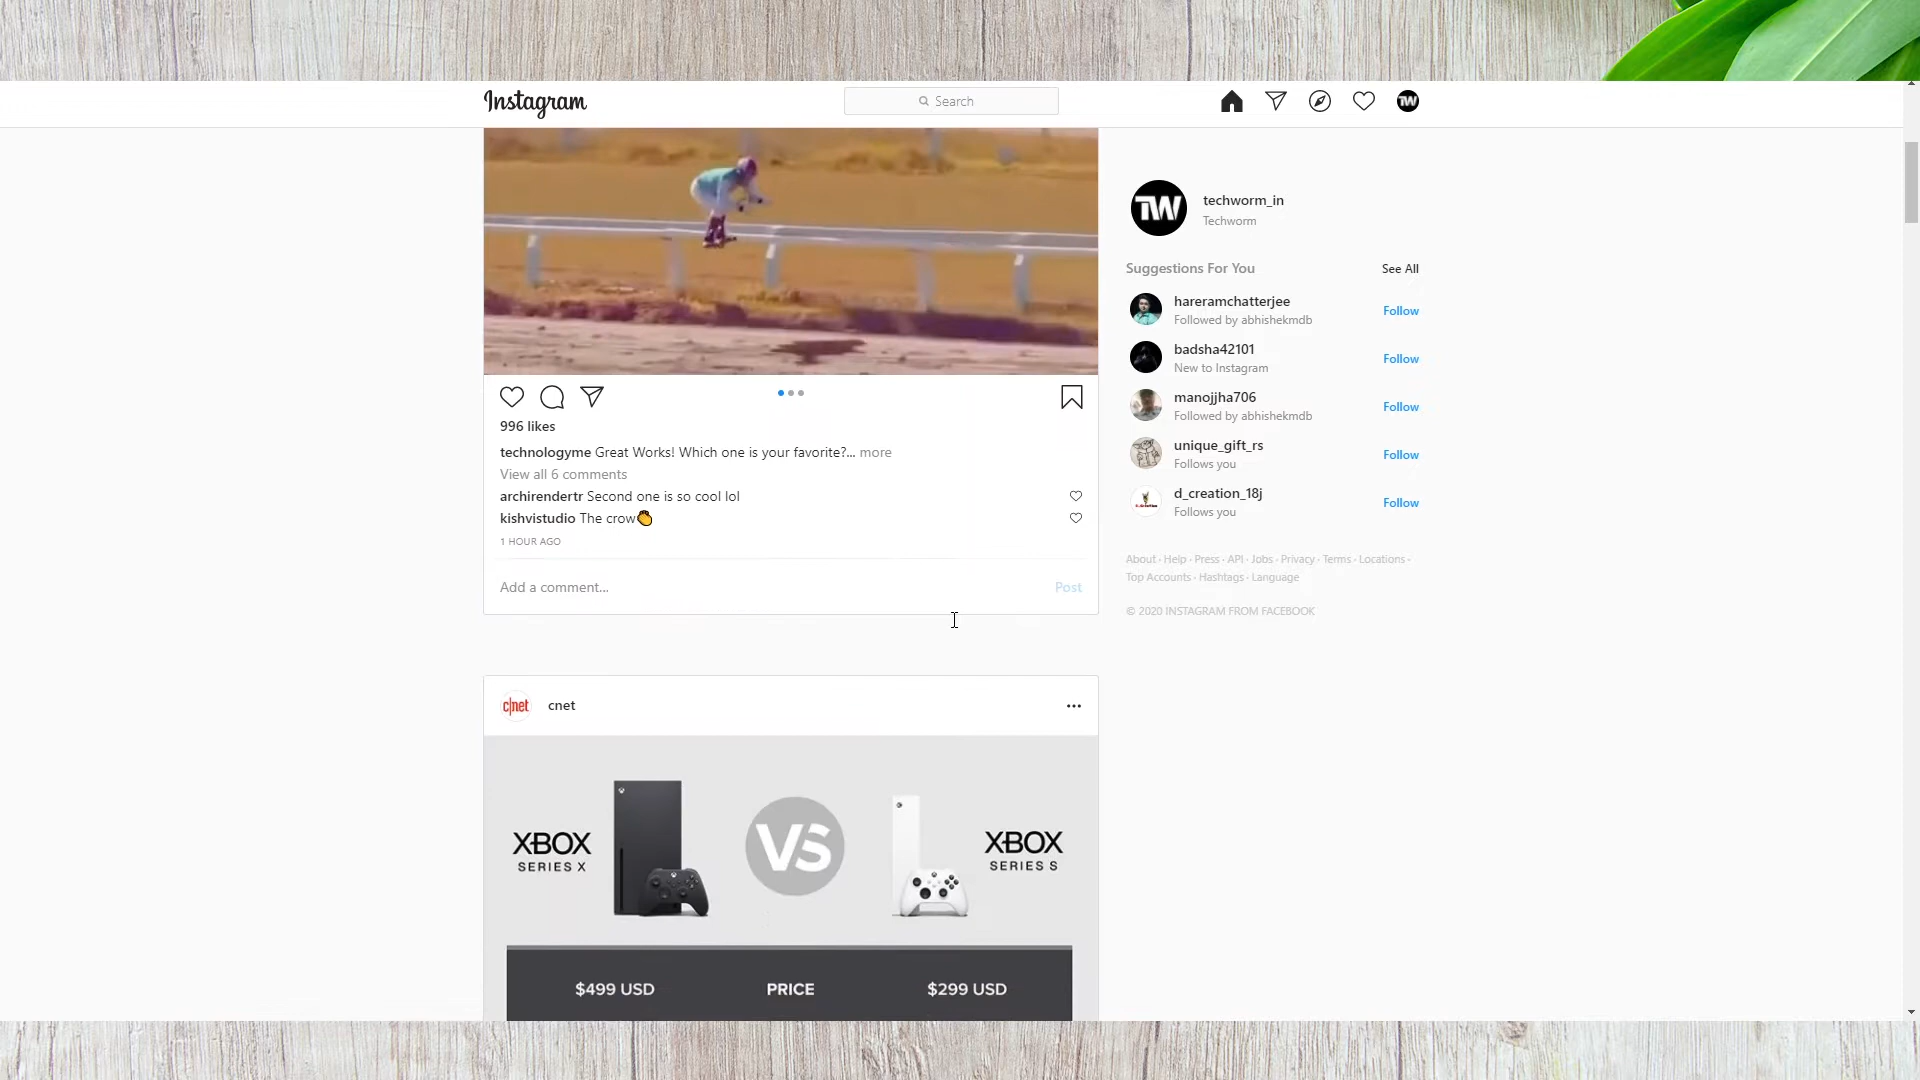 Instagram
Search
TW
TW
techworm_in
Techworm
Suggestions For You
See All
hareramchatterjee
Followed by abhishekmdb
Follow
badsha42101
New to Instagram
Follow
manojjha706
Followed by abhishekmdb
Follow
unique_gift_rs
Follows you
Follow
d_creation_18j
Follows you
Follow
About · Help · Press · API · Jobs · Privacy · Terms · Locations ·
Top Accounts · Hashtags · Language
© 2020 INSTAGRAM FROM FACEBOOK
996 likes
technologyme Great Works! Which one is your favorite?... more
View all 6 comments
archirendertr Second one is so cool lol
kishvistudio The crow👏
1 HOUR AGO
Add a comment...
Post
c|net
cnet
XBOX
SERIES X
VS
XBOX
SERIES S
$499 USD
PRICE
$299 USD